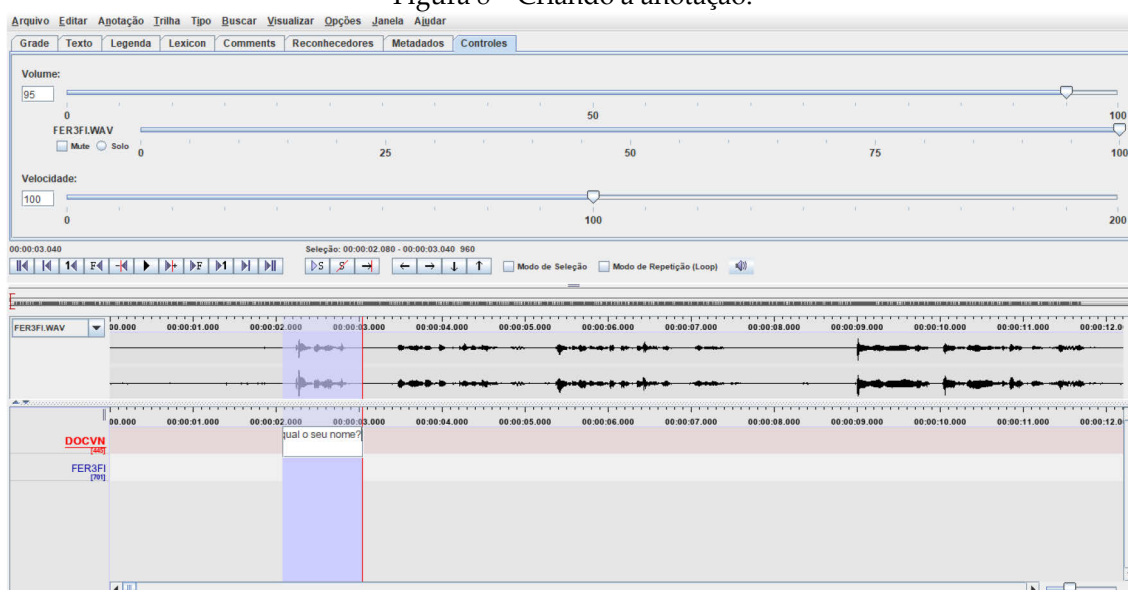 Figura 8 – Criando a anotação.
Arquivo Editar Anotação Trilha Tipo Buscar Visualizar Opções Janela Ajudar
Grade Texto Legenda Lexicon Comments Reconhecedores Metadados Controles
Volume:
95
0 50 100
FER3FI.WAV
Mute Solo 0 25 50 75 100
Velocidade:
100
0 100 200
00:00:03.040 Seleção: 00:00:02.080 - 00:00:03.040 960
1 F + F 1 S S Modo de Seleção Modo de Repetição (Loop)
FER3FI.WAV 00.000 00:00:01.000 00:00:02.000 00:00:03.000 00:00:04.000 00:00:05.000 00:00:06.000 00:00:07.000 00:00:08.000 00:00:09.000 00:00:10.000 00:00:11.000 00:00:12.0
00.000 00:00:01.000 00:00:02.000 00:00:03.000 00:00:04.000 00:00:05.000 00:00:06.000 00:00:07.000 00:00:08.000 00:00:09.000 00:00:10.000 00:00:11.000 00:00:12.0
DOCVN qual o seu nome?
[445]
FER3FI
[701]